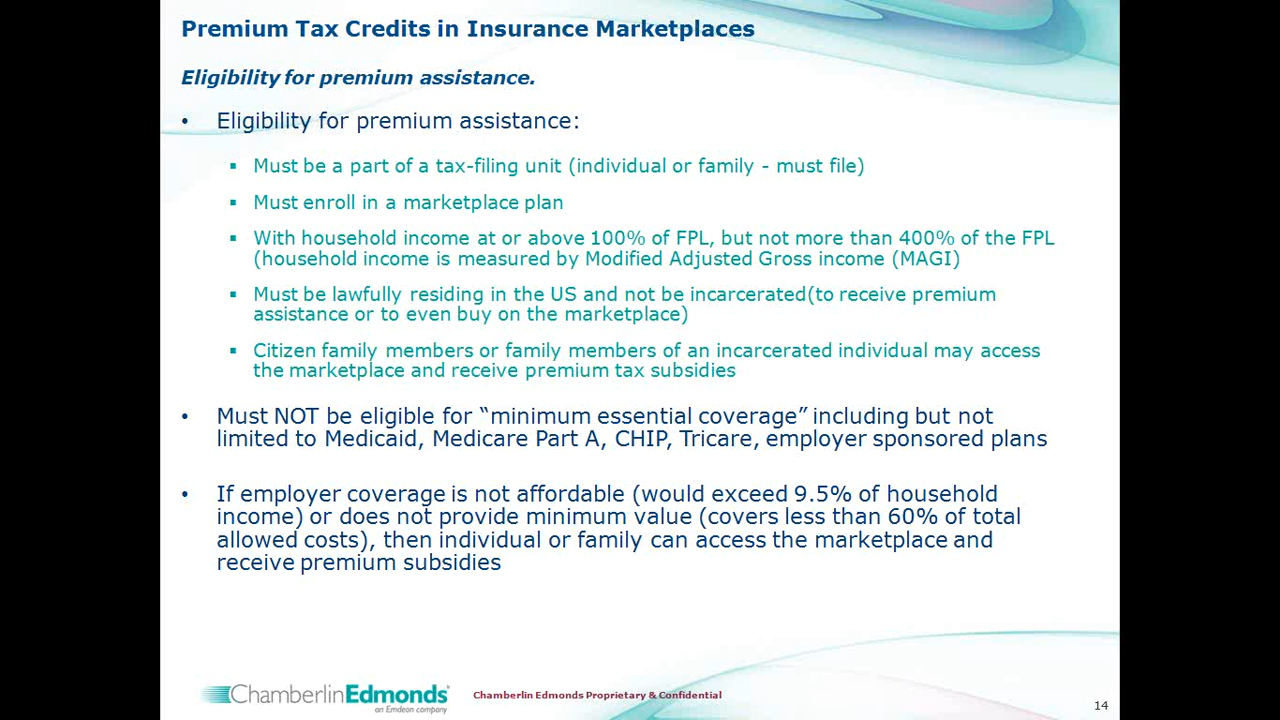 Premium Tax Credits in Insurance Marketplaces
Eligibility for premium assistance.
• Eligibility for premium assistance:
▪ Must be a part of a tax-filing unit (individual or family - must file)
▪ Must enroll in a marketplace plan
▪ With household income at or above 100% of FPL, but not more than 400% of the FPL
(household income is measured by Modified Adjusted Gross income (MAGI)
▪ Must be lawfully residing in the US and not be incarcerated(to receive premium
assistance or to even buy on the marketplace)
▪ Citizen family members or family members of an incarcerated individual may access
the marketplace and receive premium tax subsidies
• Must NOT be eligible for “minimum essential coverage” including but not
limited to Medicaid, Medicare Part A, CHIP, Tricare, employer sponsored plans
• If employer coverage is not affordable (would exceed 9.5% of household
income) or does not provide minimum value (covers less than 60% of total
allowed costs), then individual or family can access the marketplace and
receive premium subsidies
ChamberlinEdmonds
an Emdeon company
Chamberlin Edmonds Proprietary & Confidential
14